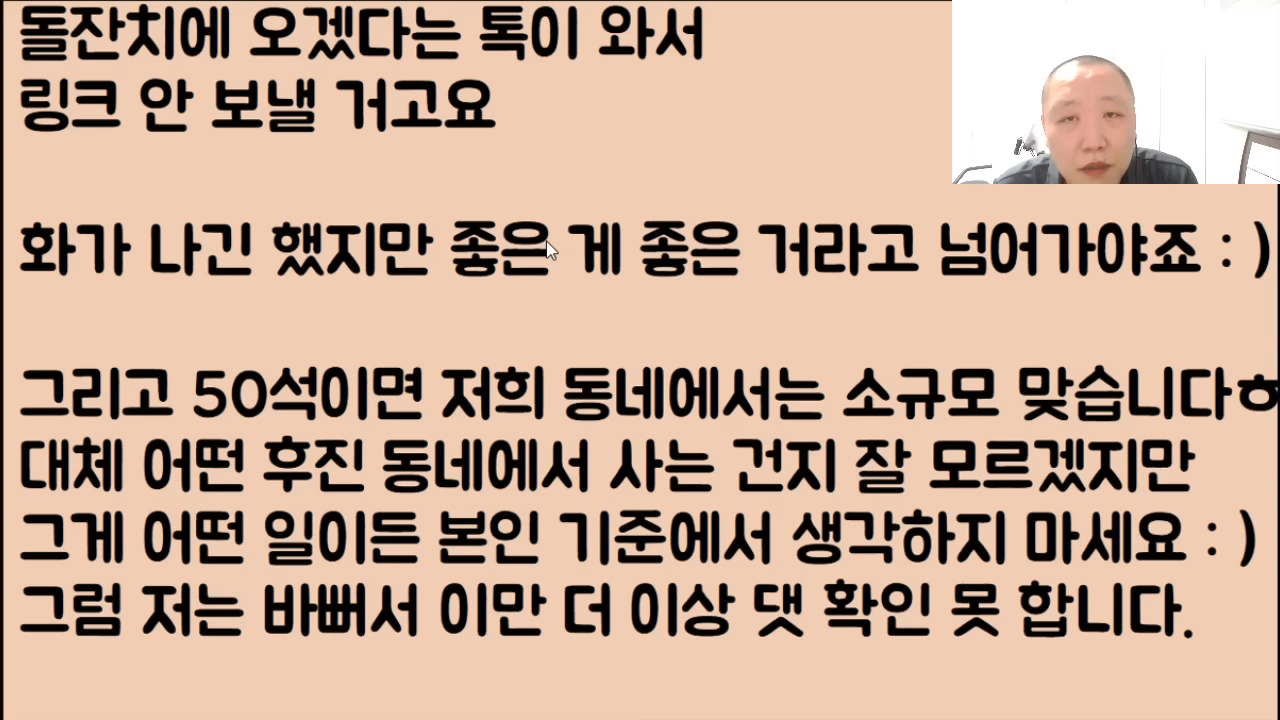 돌잔치에 오겠다는 톡이 와서
링크 안 보낼 거고요
화가 나긴 했지만 좋은 게 좋은 거라고 넘어가야죠 : )
그리고 50석이면 저희 동네에서는 소규모 맞습니다ㅎ
대체 어떤 후진 동네에서 사는 건지 잘 모르겠지만
그게 어떤 일이든 본인 기준에서 생각하지 마세요 : )
그럼 저는 바뻐서 이만 더 이상 댓 확인 못 합니다.